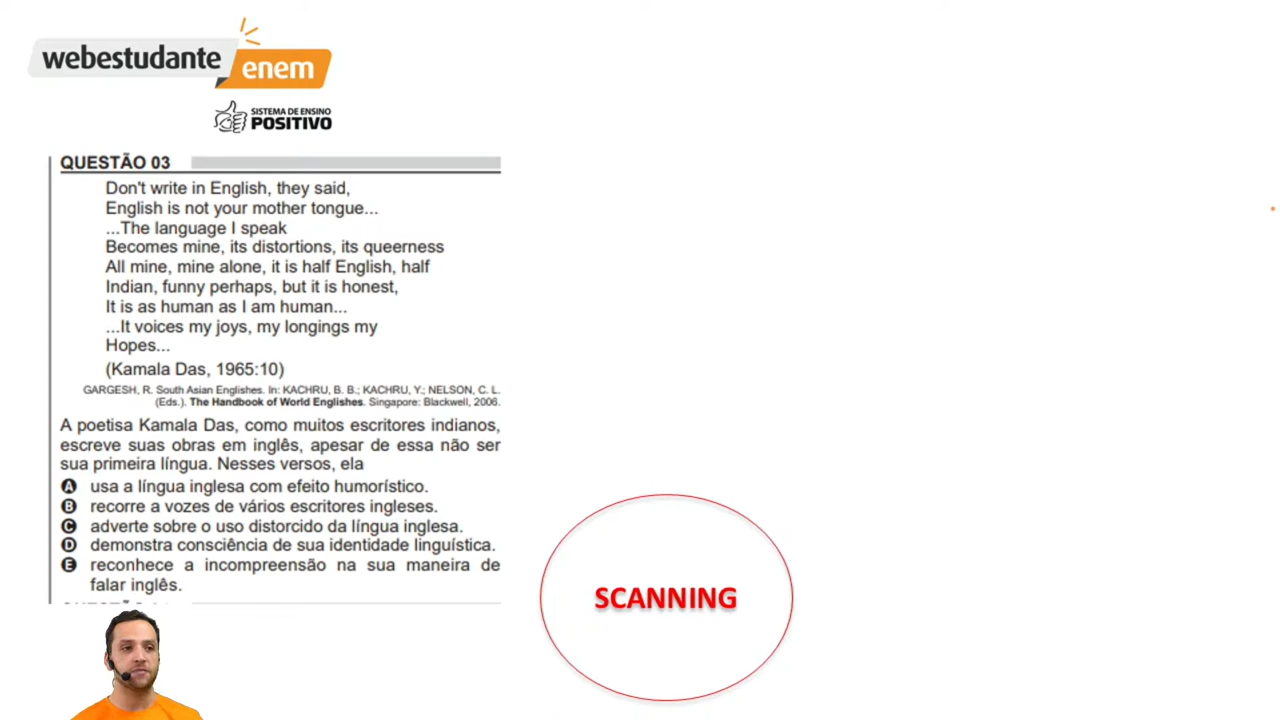 webestudante
enem
SISTEMA DE ENSINO
POSITIVO
QUESTÃO 03
Don't write in English, they said,
English is not your mother tongue...
...The language I speak
Becomes mine, its distortions, its queerness
All mine, mine alone, it is half English, half
Indian, funny perhaps, but it is honest,
It is as human as I am human...
...It voices my joys, my longings my
Hopes...
(Kamala Das, 1965:10)
GARGESH, R. South Asian Englishes. In: KACHRU, B. B.; KACHRU, Y.; NELSON, C. L.
(Eds.). The Handbook of World Englishes. Singapore: Blackwell, 2006.
A poetisa Kamala Das, como muitos escritores indianos,
escreve suas obras em inglês, apesar de essa não ser
sua primeira língua. Nesses versos, ela
A usa a língua inglesa com efeito humorístico.
B recorre a vozes de vários escritores ingleses.
C adverte sobre o uso distorcido da língua inglesa.
D demonstra consciência de sua identidade linguística.
E reconhece a incompreensão na sua maneira de
falar inglês.
SCANNING